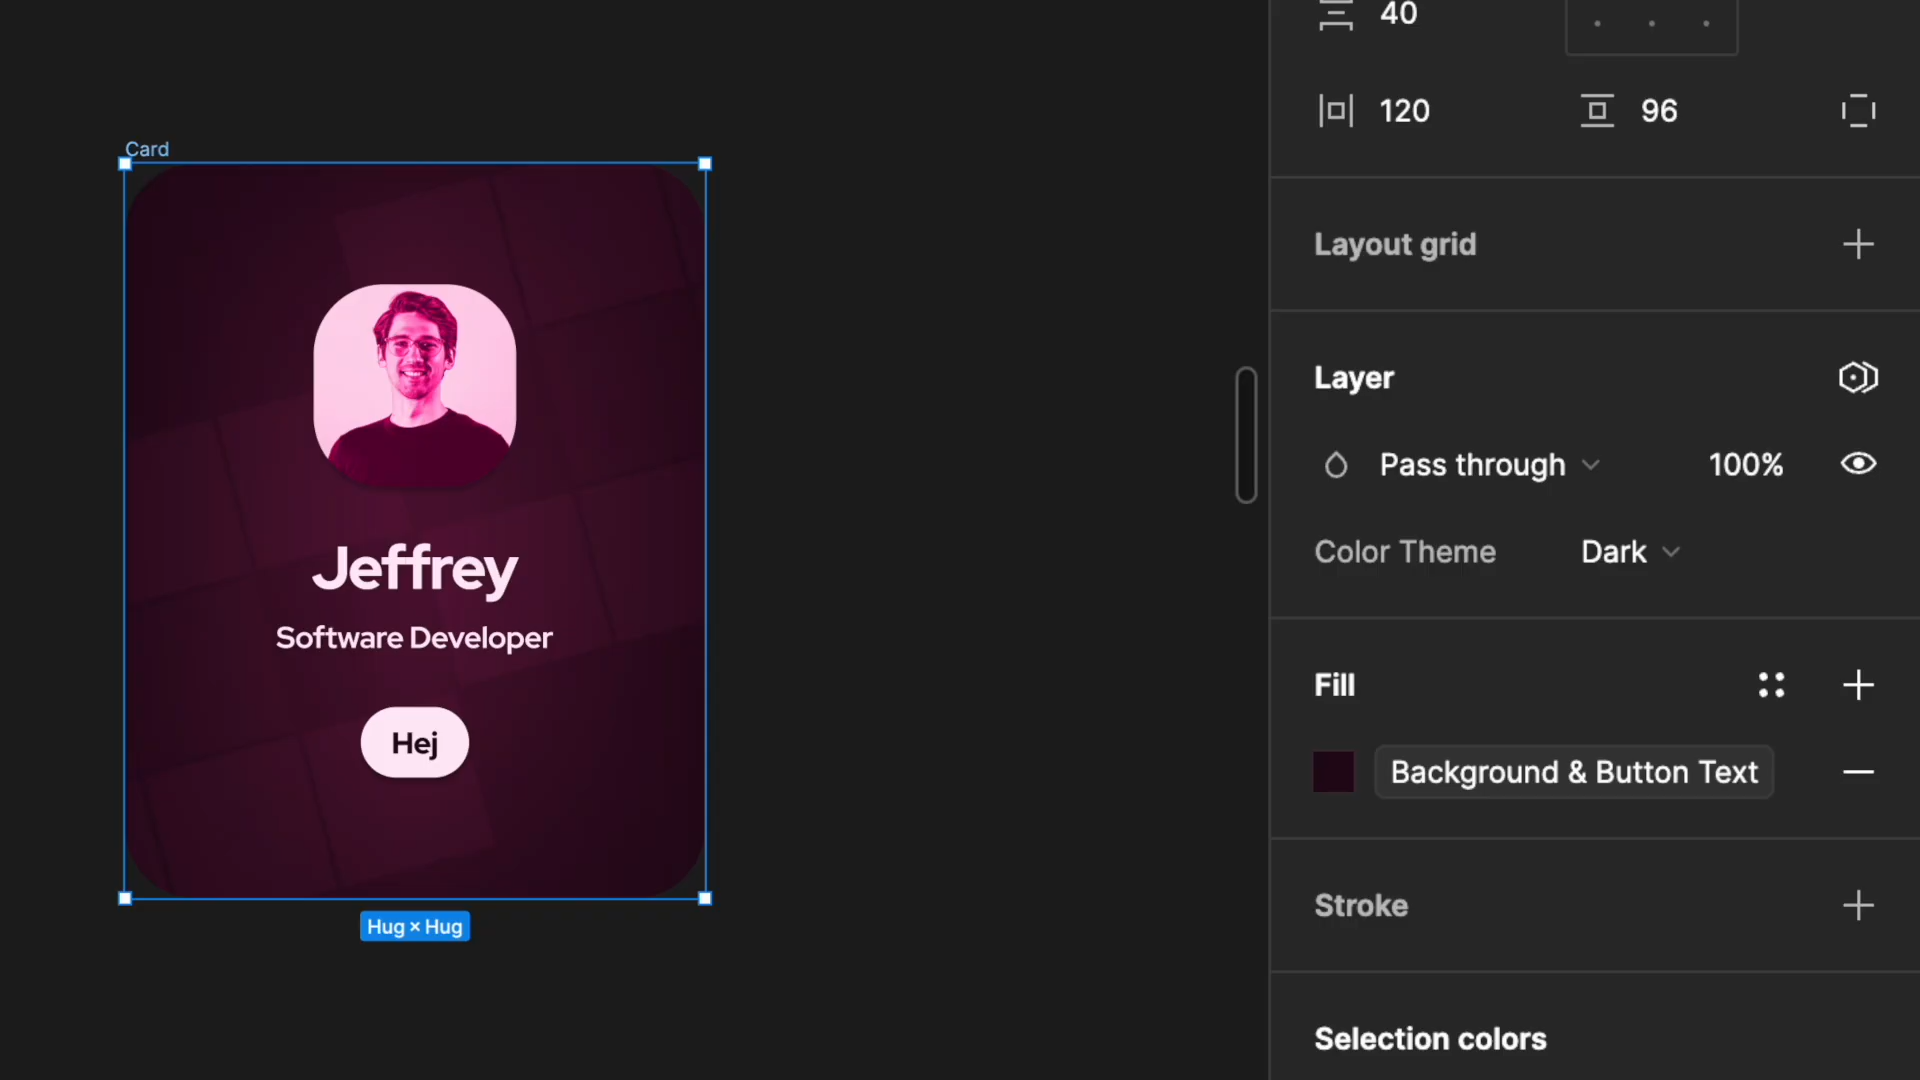 40
120
96
Card
Layout grid
Layer
Pass through
100%
Color Theme
Dark
Jeffrey
Software Developer
Hej
Fill
Background & Button Text
Stroke
Hug × Hug
Selection colors